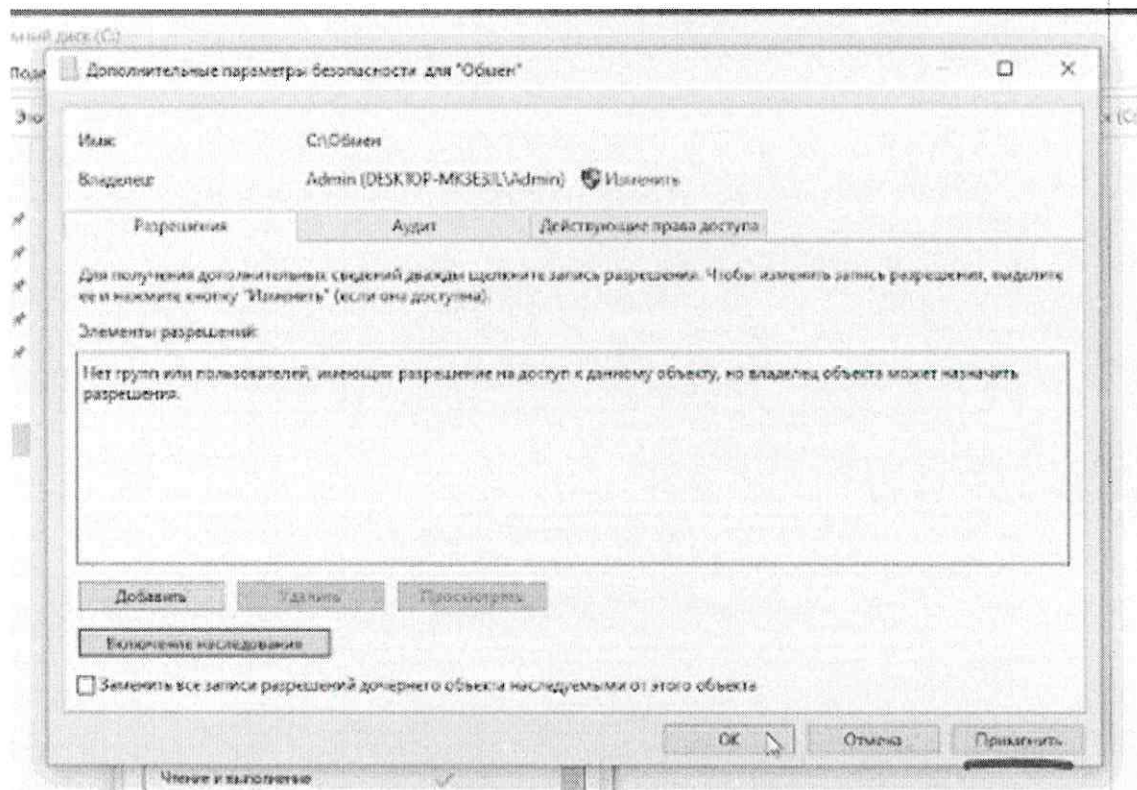 диск (C:)
Дополнительные параметры безопасности для "Обмен"
Имя: C:\Обмен
Владелец: Admin (DESKTOP-MK3E3JL\Admin) Изменить
Разрешения Аудит Действующие права доступа
Для получения дополнительных сведений дважды щелкните запись разрешения. Чтобы изменить запись разрешения, выделите
ее и нажмите кнопку "Изменить" (если она доступна).
Элементы разрешений:
Нет групп или пользователей, имеющих разрешение на доступ к данному объекту, но владелец объекта может назначить
разрешения.
Добавить Удалить Просмотреть
Включение наследования
Заменить все записи разрешений дочернего объекта наследуемыми от этого объекта
ОК Отмена Применить
Чтение и выполнение